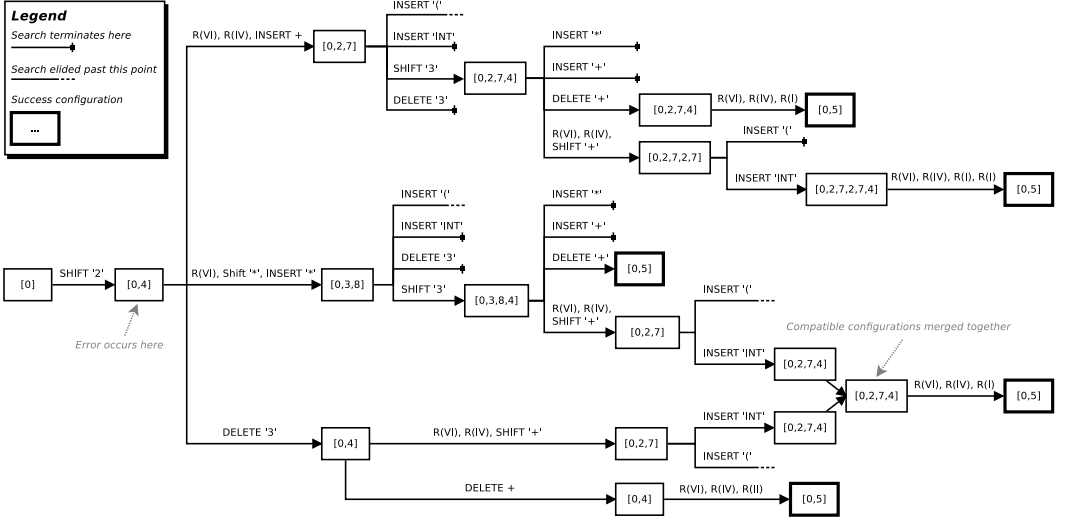 Legend
Search terminates here
Search elided past this point
Success configuration
...
R(VI), R(IV), INSERT +
[0,2,7]
INSERT '('
INSERT 'INT'
SHIFT '3'
DELETE '3'
[0,2,7,4]
INSERT '*'
INSERT '+'
DELETE '+'
[0,2,7,4]
R(VI), R(IV), R(I)
[0,5]
R(VI), R(IV),
SHIFT '+'
[0,2,7,2,7]
INSERT '('
INSERT 'INT'
[0,2,7,2,7,4]
R(VI), R(IV), R(I), R(I)
[0,5]
[0]
SHIFT '2'
[0,4]
Error occurs here
R(VI), Shift '*', INSERT '*'
[0,3,8]
INSERT '('
INSERT 'INT'
DELETE '3'
SHIFT '3'
[0,3,8,4]
INSERT '*'
INSERT '+'
DELETE '+'
[0,5]
R(VI), R(IV),
SHIFT '+'
[0,2,7]
INSERT '('
INSERT 'INT'
[0,2,7,4]
Compatible configurations merged together
[0,2,7,4]
R(VI), R(IV), R(I)
[0,5]
DELETE '3'
[0,4]
R(VI), R(IV), SHIFT '+'
[0,2,7]
INSERT 'INT'
[0,2,7,4]
INSERT '('
DELETE +
[0,4]
R(VI), R(IV), R(II)
[0,5]